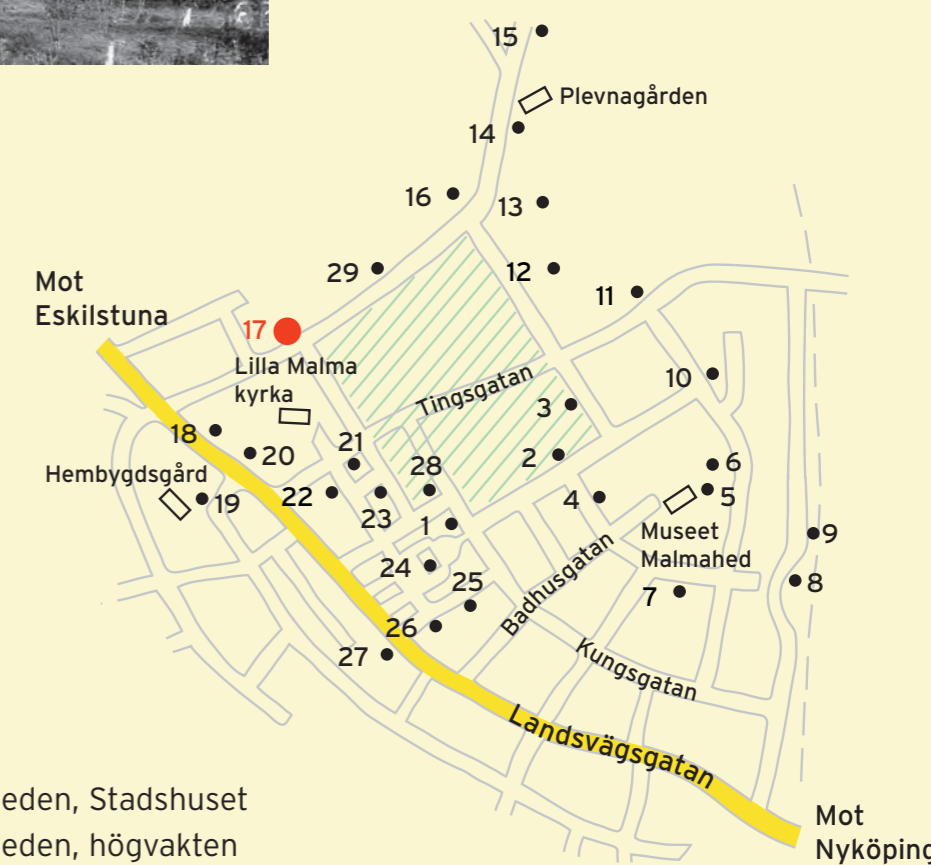 15
Plevnagården
14
16
13
29
12
11
Mot
Eskilstuna
17
Lilla Malma
kyrka
Tingsgatan
10
3
18
20
21
2
6
Hembygdsgård
28
19
22
23
4
5
1
Museet
Malmahed
9
24
Badhusgatan
7
8
25
26
27
Kungsgatan
Landsvägsgatan
eden, Stadshuset
eden, högvakten
Mot
Nyköping